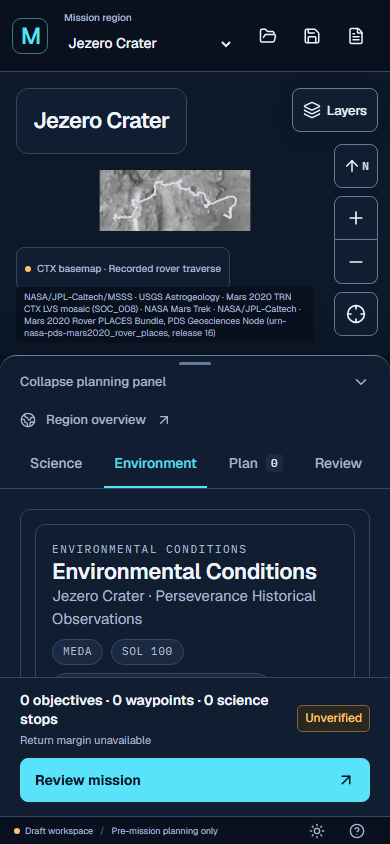 M
Mission region
Jezero Crater
Jezero Crater
Layers
N
CTX basemap · Recorded rover traverse
NASA/JPL-Caltech/MSSS · USGS Astrogeology · Mars 2020 TRN
CTX LVS mosaic (SOC_008) · NASA Mars Trek · NASA/JPL-Caltech ·
Mars 2020 Rover PLACES Bundle, PDS Geosciences Node (urn-
nasa-pds-mars2020_rover_places, release 16)
Collapse planning panel
Region overview
Science
Environment
Plan 0
Review
ENVIRONMENTAL CONDITIONS
Environmental Conditions
Jezero Crater · Perseverance Historical
Observations
MEDA
SOL 100
0 objectives · 0 waypoints · 0 science
stops
Unverified
Return margin unavailable
Review mission
Draft workspace / Pre-mission planning only